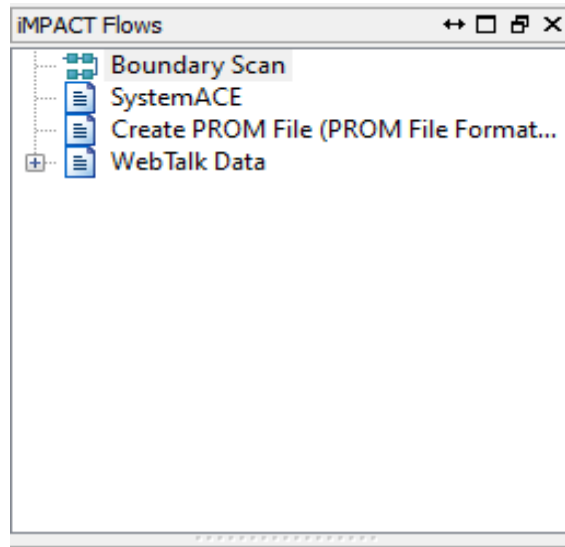 iMPACT Flows
Boundary Scan
SystemACE
Create PROM File (PROM File Format...
WebTalk Data